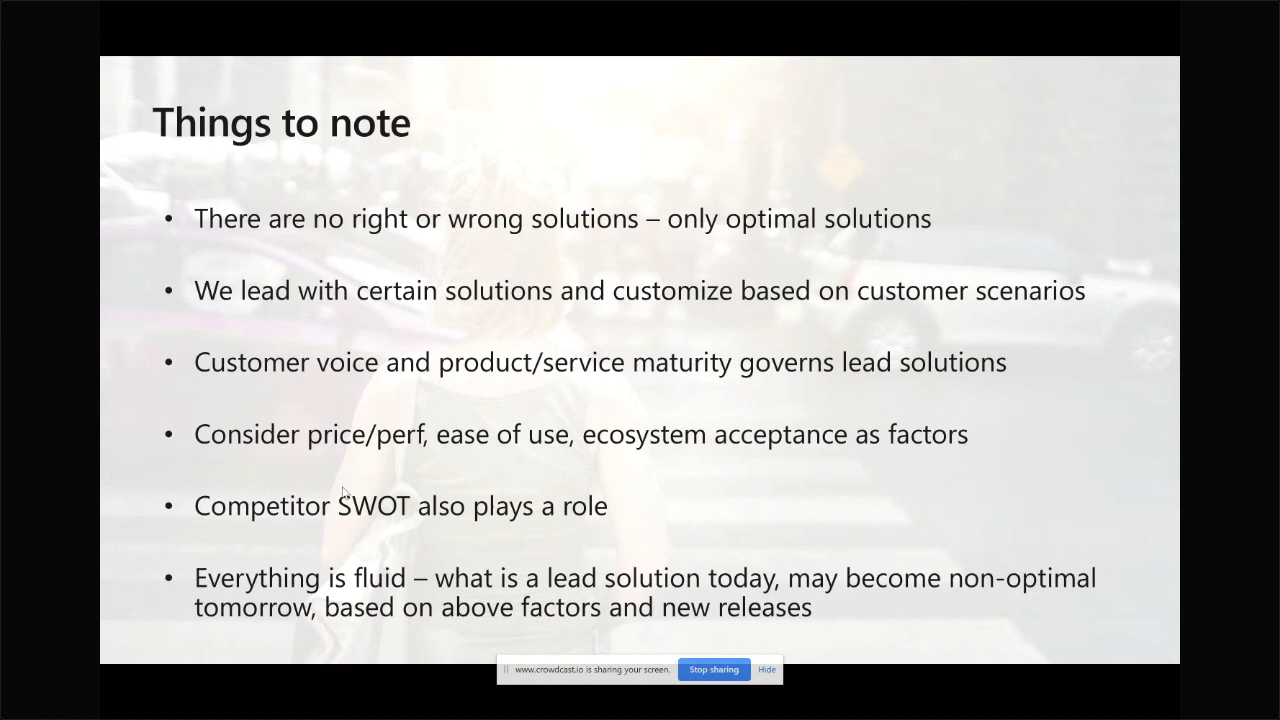 Things to note
• There are no right or wrong solutions – only optimal solutions
• We lead with certain solutions and customize based on customer scenarios
• Customer voice and product/service maturity governs lead solutions
• Consider price/perf, ease of use, ecosystem acceptance as factors
• Competitor SWOT also plays a role
• Everything is fluid – what is a lead solution today, may become non-optimal
tomorrow, based on above factors and new releases
www.crowdcast.io is sharing your screen. Stop sharing Hide